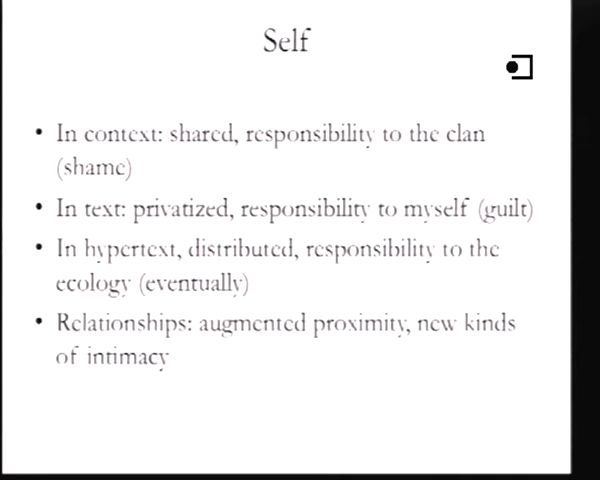 Self
• In context: shared, responsibility to the clan
(shame)
• In text: privatized, responsibility to myself (guilt)
• In hypertext, distributed, responsibility to the
ecology (eventually)
• Relationships: augmented proximity, new kinds
of intimacy